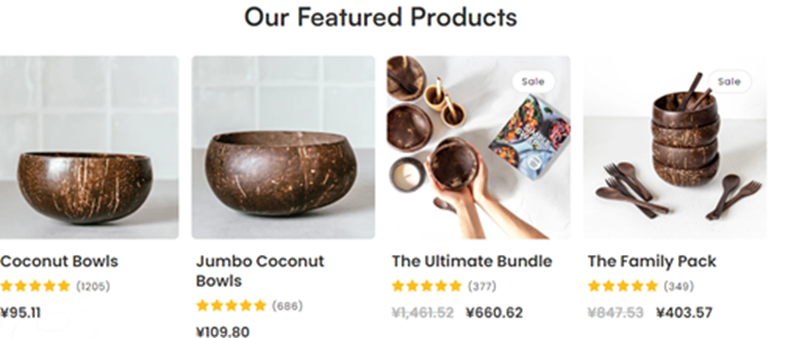 Our Featured Products
Sale
Sale
Coconut Bowls
(1205)
¥95.11
Jumbo Coconut
Bowls
(686)
¥109.80
The Ultimate Bundle
(377)
¥1,461.52 ¥660.62
The Family Pack
(349)
¥847.53 ¥403.57